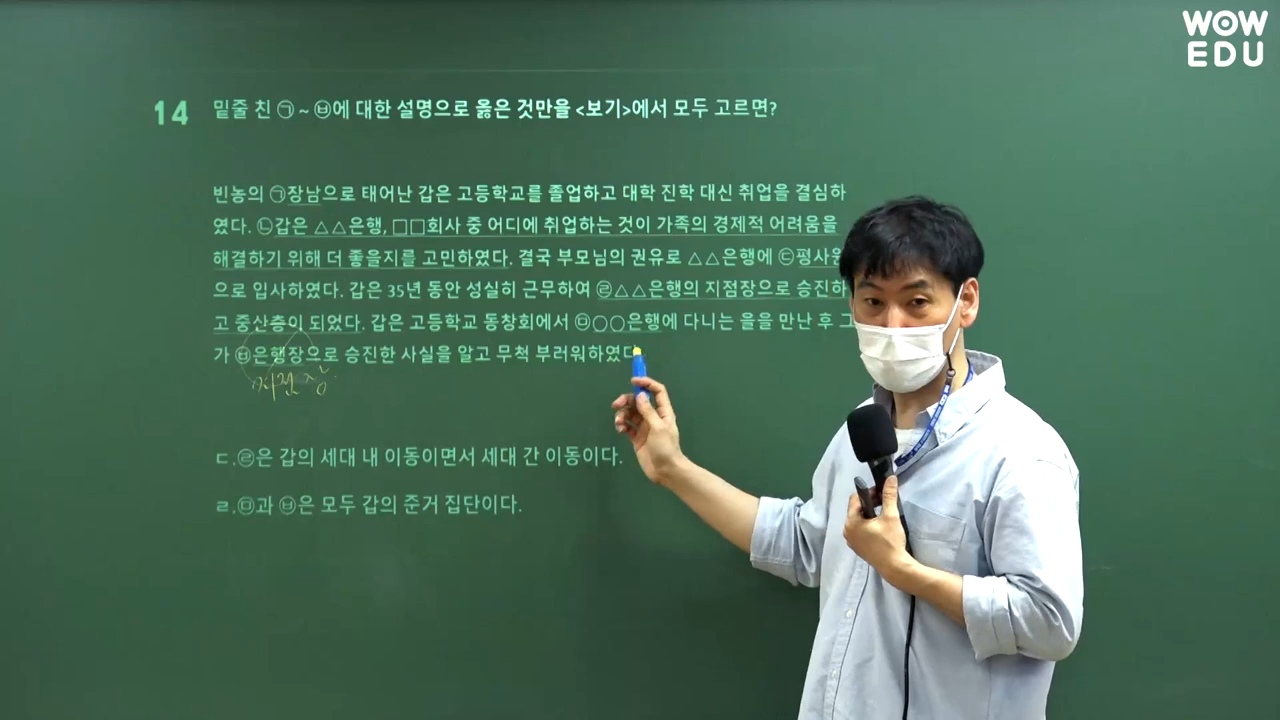 WOW
EDU
14 밑줄 친 ㉠ ~ ㉥에 대한 설명으로 옳은 것만을 <보기>에서 모두 고르면?
빈농의 ㉠장남으로 태어난 갑은 고등학교를 졸업하고 대학 진학 대신 취업을 결심하
였다. ㉡갑은 △△은행, □□회사 중 어디에 취업하는 것이 가족의 경제적 어려움을
해결하기 위해 더 좋을지를 고민하였다. 결국 부모님의 권유로 △△은행에 ㉢평사원
으로 입사하였다. 갑은 35년 동안 성실히 근무하여 ㉣△△은행의 지점장으로 승진하
고 중산층이 되었다. 갑은 고등학교 동창회에서 ㉤○○은행에 다니는 을을 만난 후 그
가 ㉥은행장으로 승진한 사실을 알고 무척 부러워하였다
ㄷ.㉣은 갑의 세대 내 이동이면서 세대 간 이동이다.
ㄹ.㉤과 ㉥은 모두 갑의 준거 집단이다.